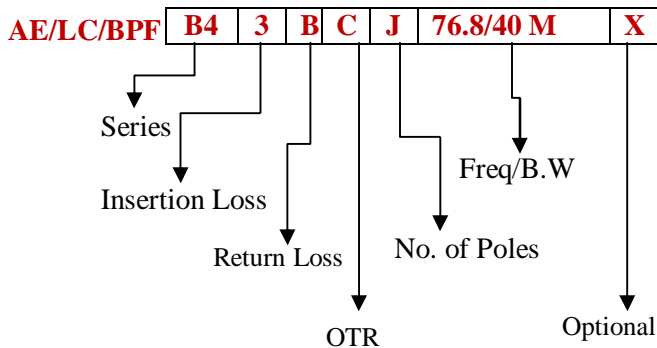 AE/LC/BPF B4 3 B C J 76.8/40 M X
Series
Freq/B.W
Insertion Loss
Return Loss
No. of Poles
OTR
Optional